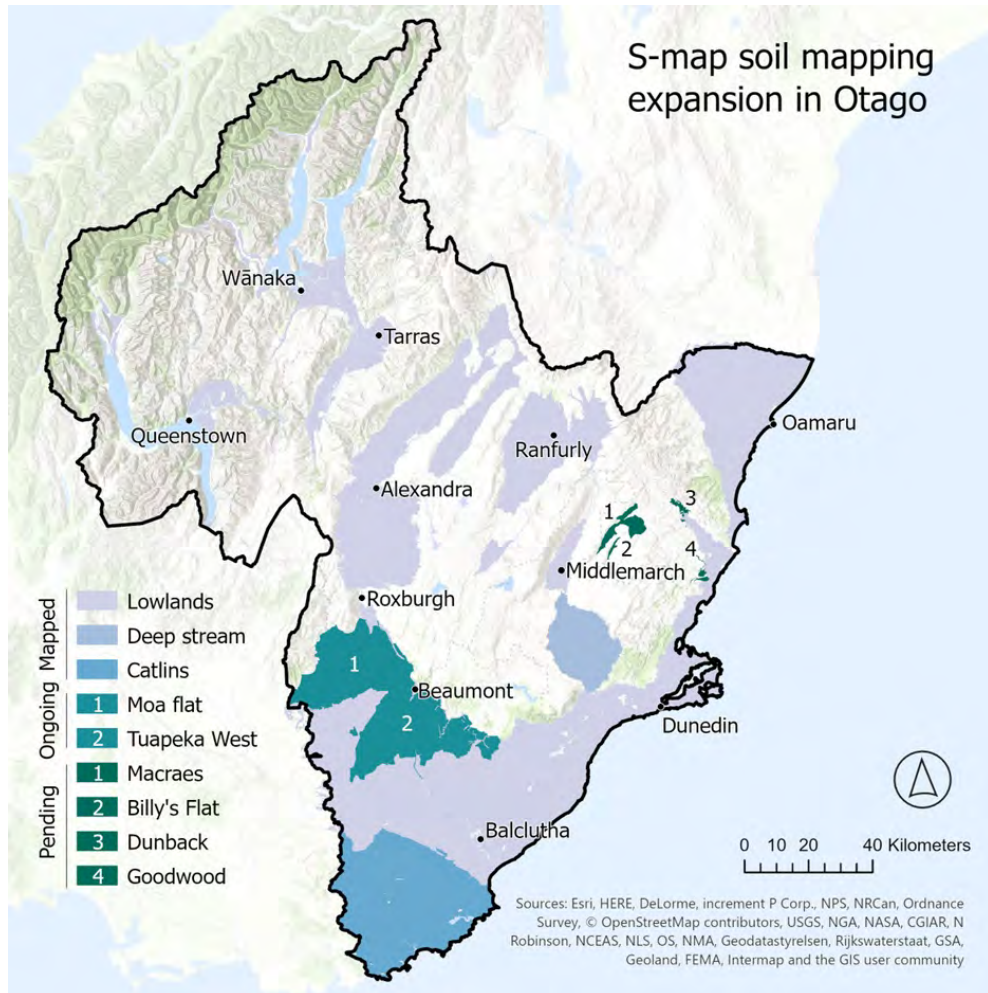 S-map soil mapping
expansion in Otago
Wānaka
Tarras
Queenstown
Oamaru
Ranfurly
Alexandra
1
3
2
4
Middlemarch
Roxburgh
1
Beaumont
2
Dunedin
Balclutha
Mapped
Lowlands
Deep stream
Catlins
Ongoing
1 Moa flat
2 Tuapeka West
Pending
1 Macraes
2 Billy's Flat
3 Dunback
4 Goodwood
0 10 20 40 Kilometers
Sources: Esri, HERE, DeLorme, increment P Corp., NPS, NRCan, Ordnance
Survey, © OpenStreetMap contributors, USGS, NGA, NASA, CGIAR, N
Robinson, NCEAS, NLS, OS, NMA, Geodatastyrelsen, Rijkswaterstaat, GSA,
Geoland, FEMA, Intermap and the GIS user community